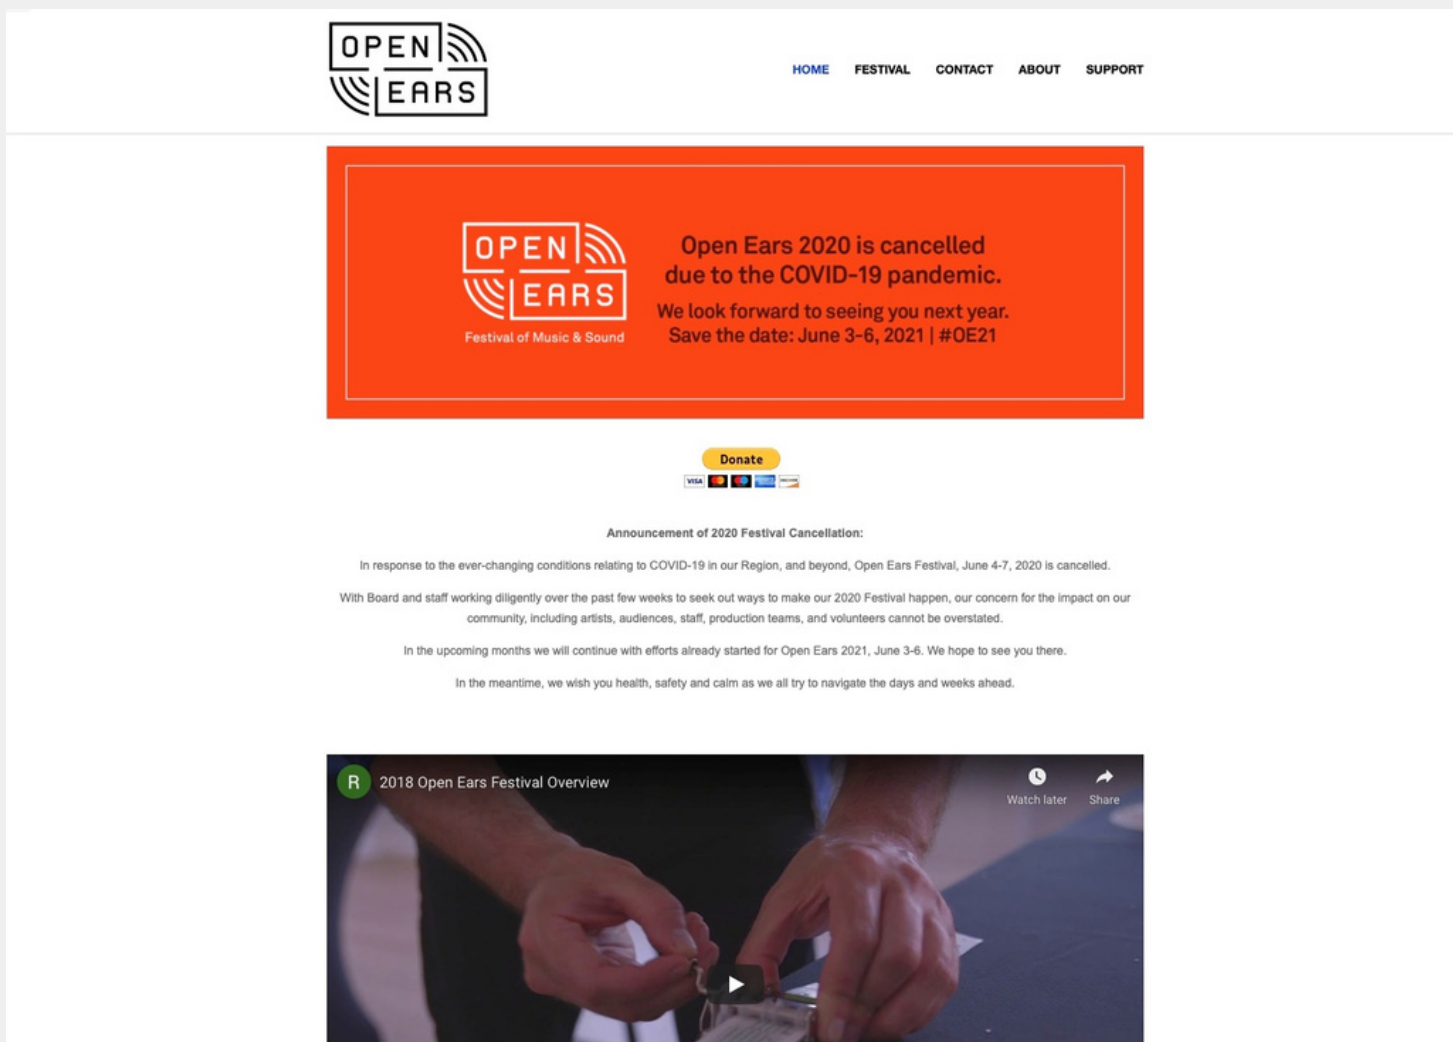 OPEN
EARS
HOME FESTIVAL CONTACT ABOUT SUPPORT
OPEN
EARS
Festival of Music & Sound
Open Ears 2020 is cancelled
due to the COVID-19 pandemic.
We look forward to seeing you next year.
Save the date: June 3-6, 2021 | #OE21
Donate
VISA
Announcement of 2020 Festival Cancellation:
In response to the ever-changing conditions relating to COVID-19 in our Region, and beyond, Open Ears Festival, June 4-7, 2020 is cancelled.
With Board and staff working diligently over the past few weeks to seek out ways to make our 2020 Festival happen, our concern for the impact on our
community, including artists, audiences, staff, production teams, and volunteers cannot be overstated.
In the upcoming months we will continue with efforts already started for Open Ears 2021, June 3-6. We hope to see you there.
In the meantime, we wish you health, safety and calm as we all try to navigate the days and weeks ahead.
R 2018 Open Ears Festival Overview
Watch later Share